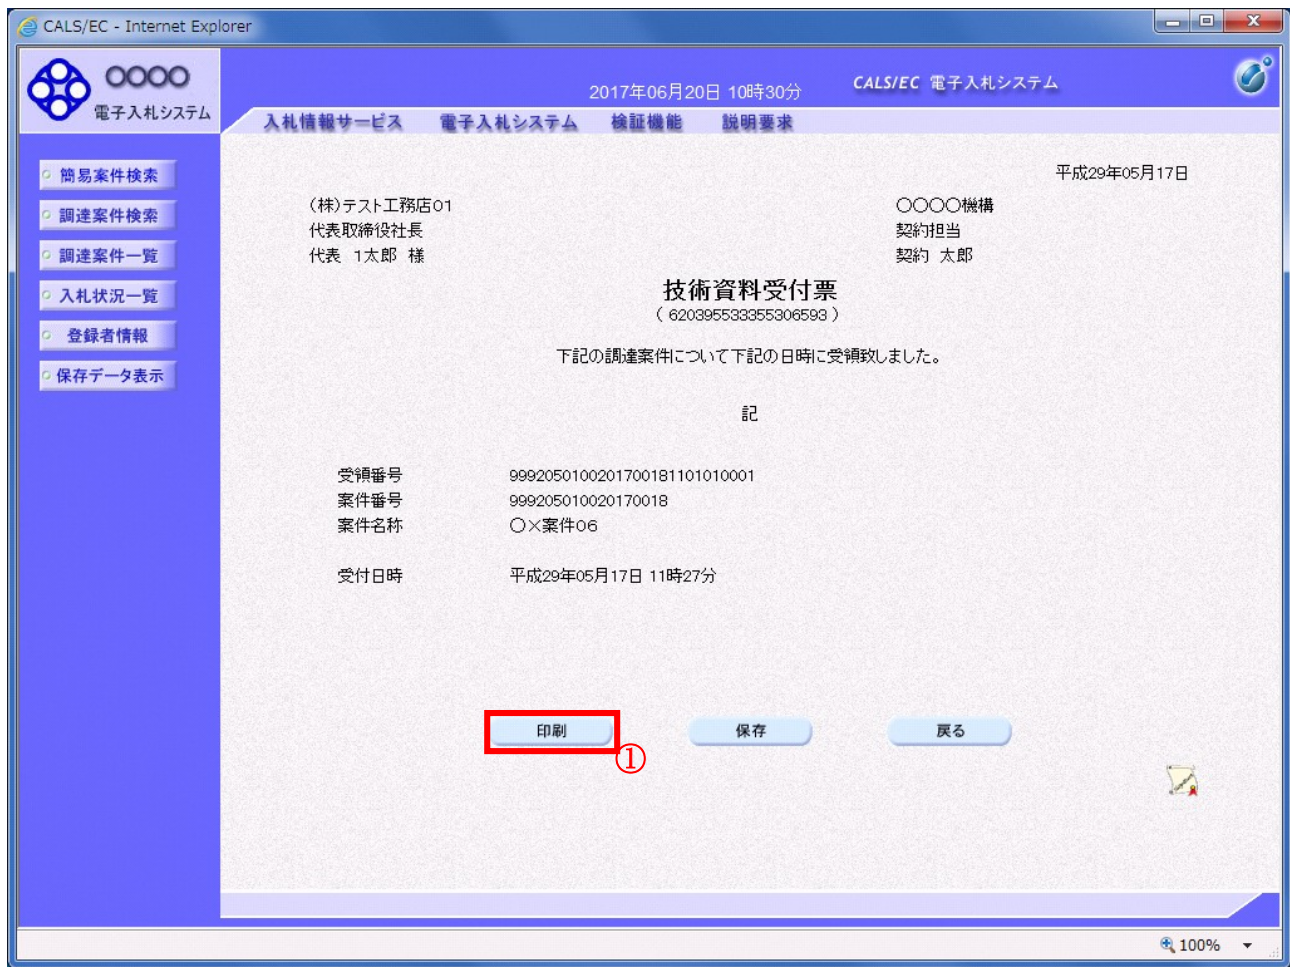 CALS/EC - Internet Explorer
〇〇〇〇
電子入札システム
2017年06月20日 10時30分
CALS/EC 電子入札システム
入札情報サービス 電子入札システム 検証機能 説明要求
簡易案件検索
調達案件検索
調達案件一覧
入札状況一覧
登録者情報
保存データ表示
平成29年05月17日
(株)テスト工務店01
代表取締役社長
代表 1太郎 様
〇〇〇〇機構
契約担当
契約 太郎
技術資料受付票
( 620395533355306593 )
下記の調達案件について下記の日時に受領致しました。
記
受領番号 9992050100201700181101010001
案件番号 999205010020170018
案件名称 〇×案件06
受付日時 平成29年05月17日 11時27分
印刷 保存 戻る
①
100%